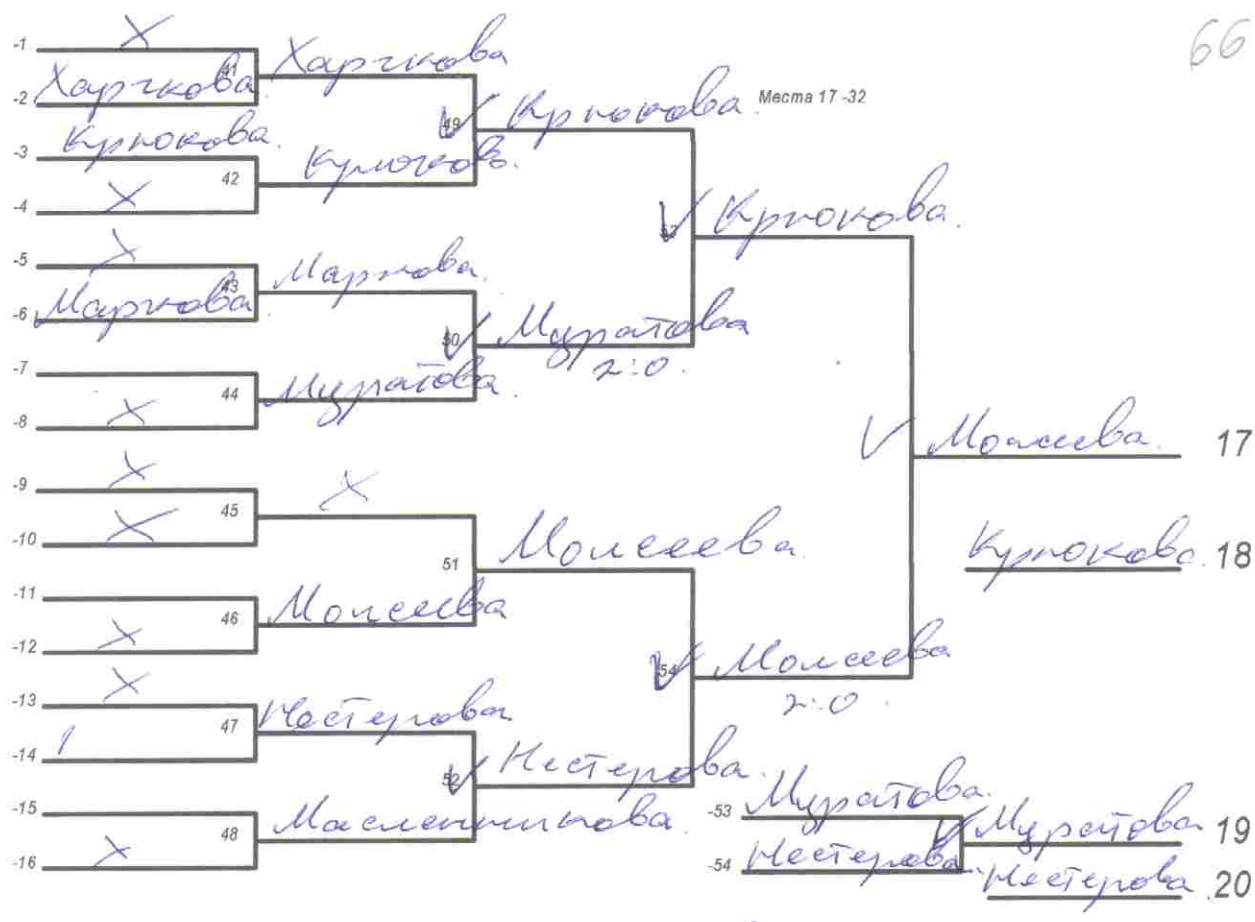 66
-1 X
41 Харчкова
-2 Харчкова
49 Крюкова. Места 17 -32
-3 Крюкова.
42
-4 X
53 Крюкова.
-5 X
43 Маркова.
-6 Маркова.
50 Муратова
2:0.
-7
44 Муратова.
-8 X
Моисеева. 17
-9 X
45 X
-10 X
51 Моисеева.
Крюкова. 18
-11
46 Моисеева
-12 X
54 Моисеева
2:0.
-13 X
47 Нестерова
-14
52 Нестерова.
-15
48 Масленникова.
-16 X
-53 Муратова.
Муратова 19
-54 Нестерова.
Нестерова. 20